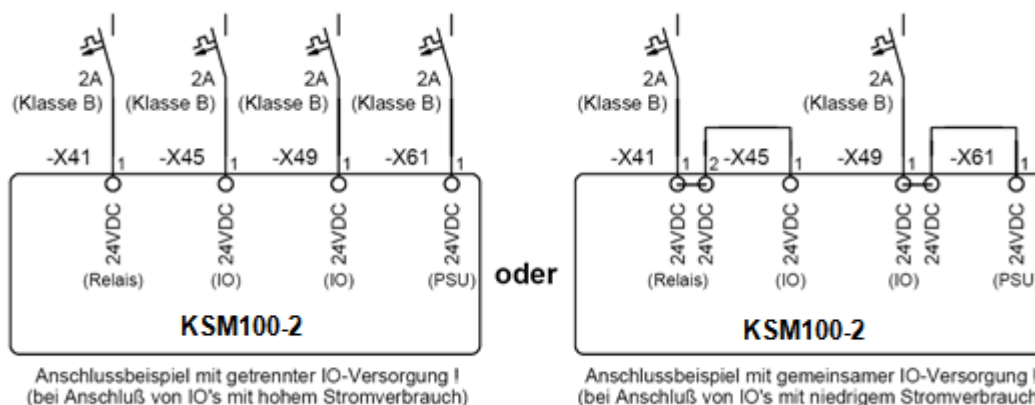 2A 2A 2A 2A
(Klasse B) (Klasse B) (Klasse B) (Klasse B)
-X41 1 -X45 1 -X49 1 -X61 1
24VDC 24VDC 24VDC 24VDC
(Relais) (IO) (IO) (PSU)
KSM100-2
Anschlussbeispiel mit getrennter IO-Versorgung !
(bei Anschluß von IO's mit hohem Stromverbrauch)
oder
2A 2A
(Klasse B) (Klasse B)
-X41 1 2 -X45 1 -X49 1 -X61 1
24VDC 24VDC 24VDC 24VDC 24VDC 24VDC
(Relais) (IO) (IO) (PSU
KSM100-2
Anschlussbeispiel mit gemeinsamer IO-Versorgung !
(bei Anschluß von IO's mit niedrigem Stromverbrauch